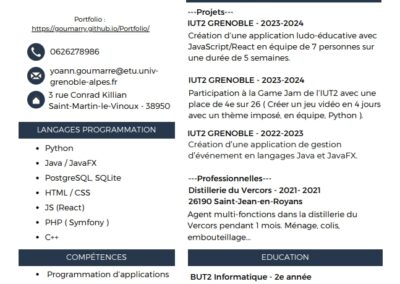 Portfolio :
https://goumarry.github.io/Portfolio/
0626278986
yoann.goumarre@etu.univ-
grenoble-alpes.fr
3 rue Conrad Killian
Saint-Martin-le-Vinoux - 38950
LANGAGES PROGRAMMATION
• Python
• Java / JavaFX
• PostgreSQL, SQLite
• HTML / CSS
• JS (React)
• PHP ( Symfony )
• C++
COMPÉTENCES
• Programmation d'applications
---Projets---
IUT2 GRENOBLE - 2023-2024
Création d'une application ludo-éducative avec
JavaScript/React en équipe de 7 personnes sur
une durée de 5 semaines.
IUT2 GRENOBLE - 2023-2024
Participation à la Game Jam de l'IUT2 avec une
place de 4e sur 26 ( Créer un jeu vidéo en 4 jours
avec un thème imposé, en équipe, Python ).
IUT2 GRENOBLE - 2022-2023
Création d'une application de gestion
d'événement en langages Java et JavaFX.
---Professionnelles---
Distillerie du Vercors - 2021- 2021
26190 Saint-Jean-en-Royans
Agent multi-fonctions dans la distillerie du
Vercors pendant 1 mois. Ménage, colis,
embouteillage...
EDUCATION
BUT2 Informatique - 2e année